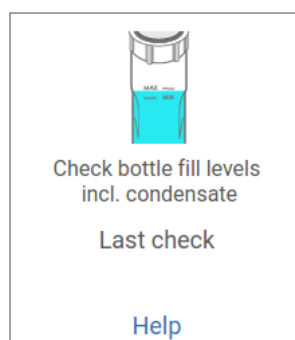 MAX
MIN
Check bottle fill levels
incl. condensate
Last check
Help